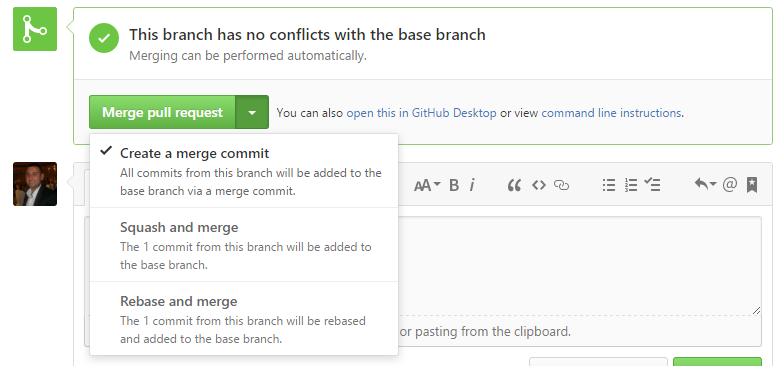 This branch has no conflicts with the base branch
Merging can be performed automatically.
Merge pull request
You can also open this in GitHub Desktop or view command line instructions.
Create a merge commit
All commits from this branch will be added to the
base branch via a merge commit.
AA B i @
Squash and merge
The 1 commit from this branch will be added to
the base branch.
Rebase and merge
The 1 commit from this branch will be rebased
and added to the base branch.
or pasting from the clipboard.